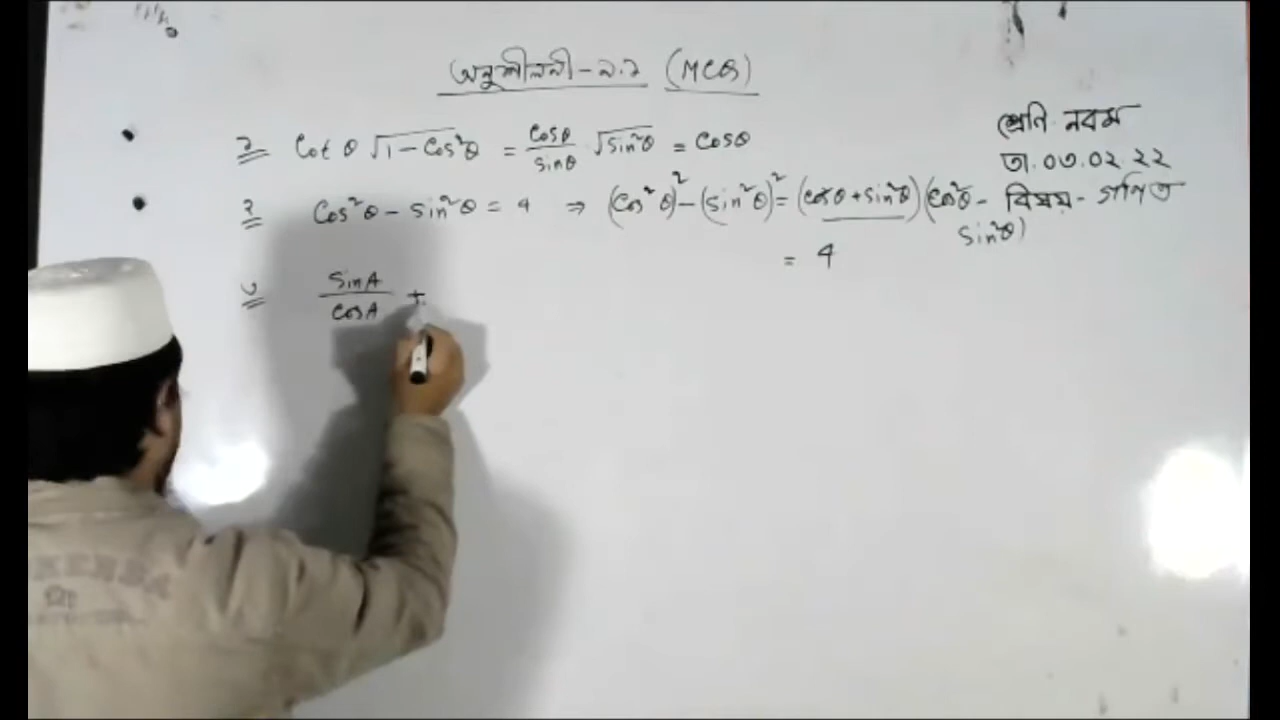 অনুশীলনী - ৯.১ (MCQ)
শ্রেণি নবম
তা. ০৩.০২.২২
বিষয় - গণিত
১ Cot θ √1 - Cos²θ = Cosθ/sinθ √sin²θ = Cosθ
২ Cos²θ - sin²θ = 4 ⇒ (Cos²θ)² - (sin²θ)² = (cosθ + sin²θ)(Cos²θ -
sin²θ)
= 4
৩ SinA/CosA +